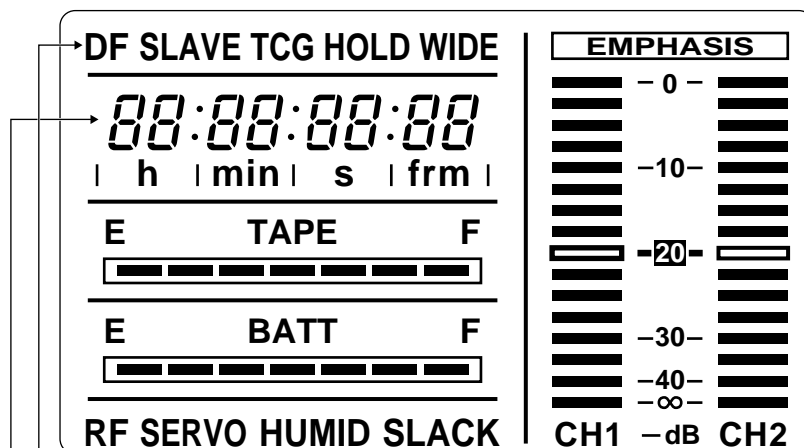 DF SLAVE TCG HOLD WIDE
88:88:88:88
h min s frm
E TAPE F
E BATT F
RF SERVO HUMID SLACK
EMPHASIS
0
-10-
-20-
-30-
-40-
-∞-
CH1 -dB CH2